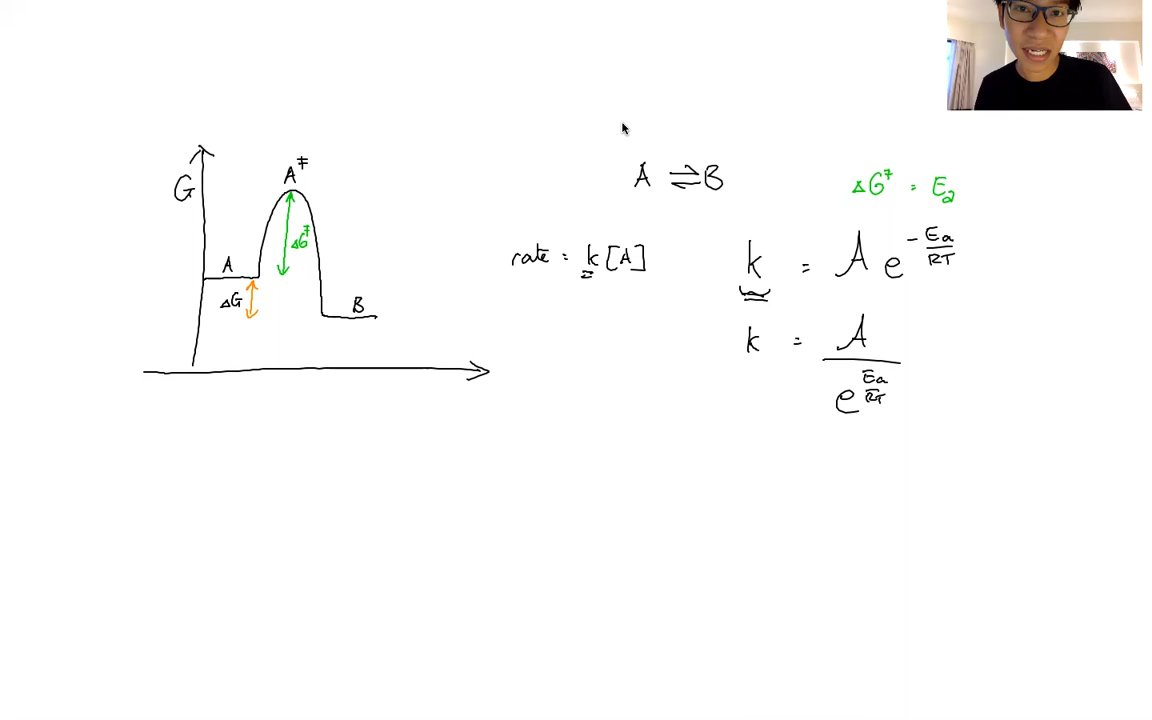 G
A‡
ΔG‡
A
ΔG
B
A ⇌ B
ΔG‡ = Ea
rate = k [A]
k = A e^(-Ea/RT)
k = A / e^(Ea/RT)